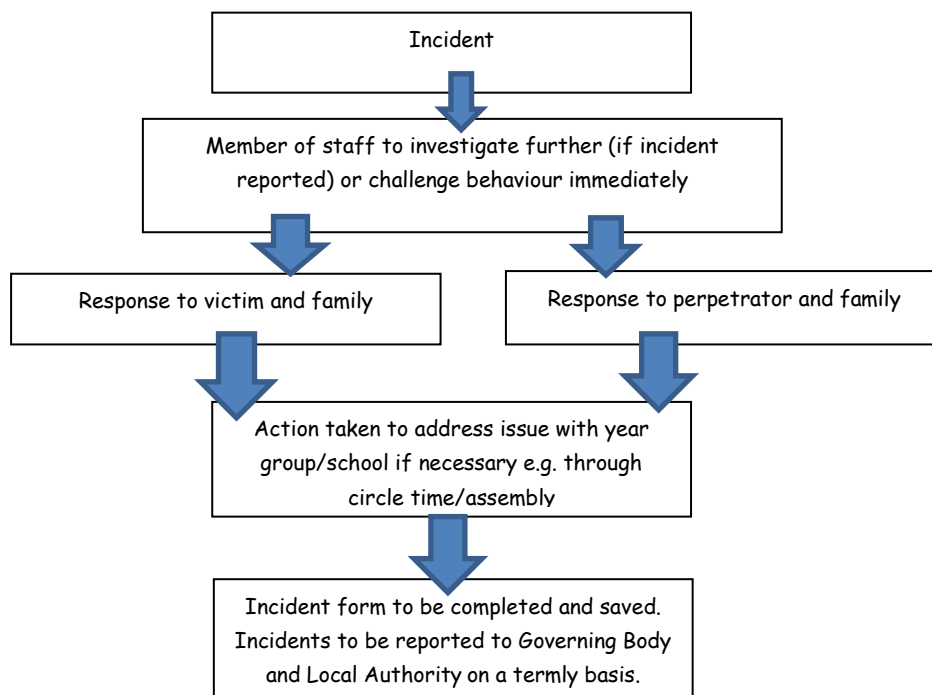 Incident
Member of staff to investigate further (if incident
reported) or challenge behaviour immediately
Response to victim and family
Response to perpetrator and family
Action taken to address issue with year
group/school if necessary e.g. through
circle time/assembly
Incident form to be completed and saved.
Incidents to be reported to Governing Body
and Local Authority on a termly basis.